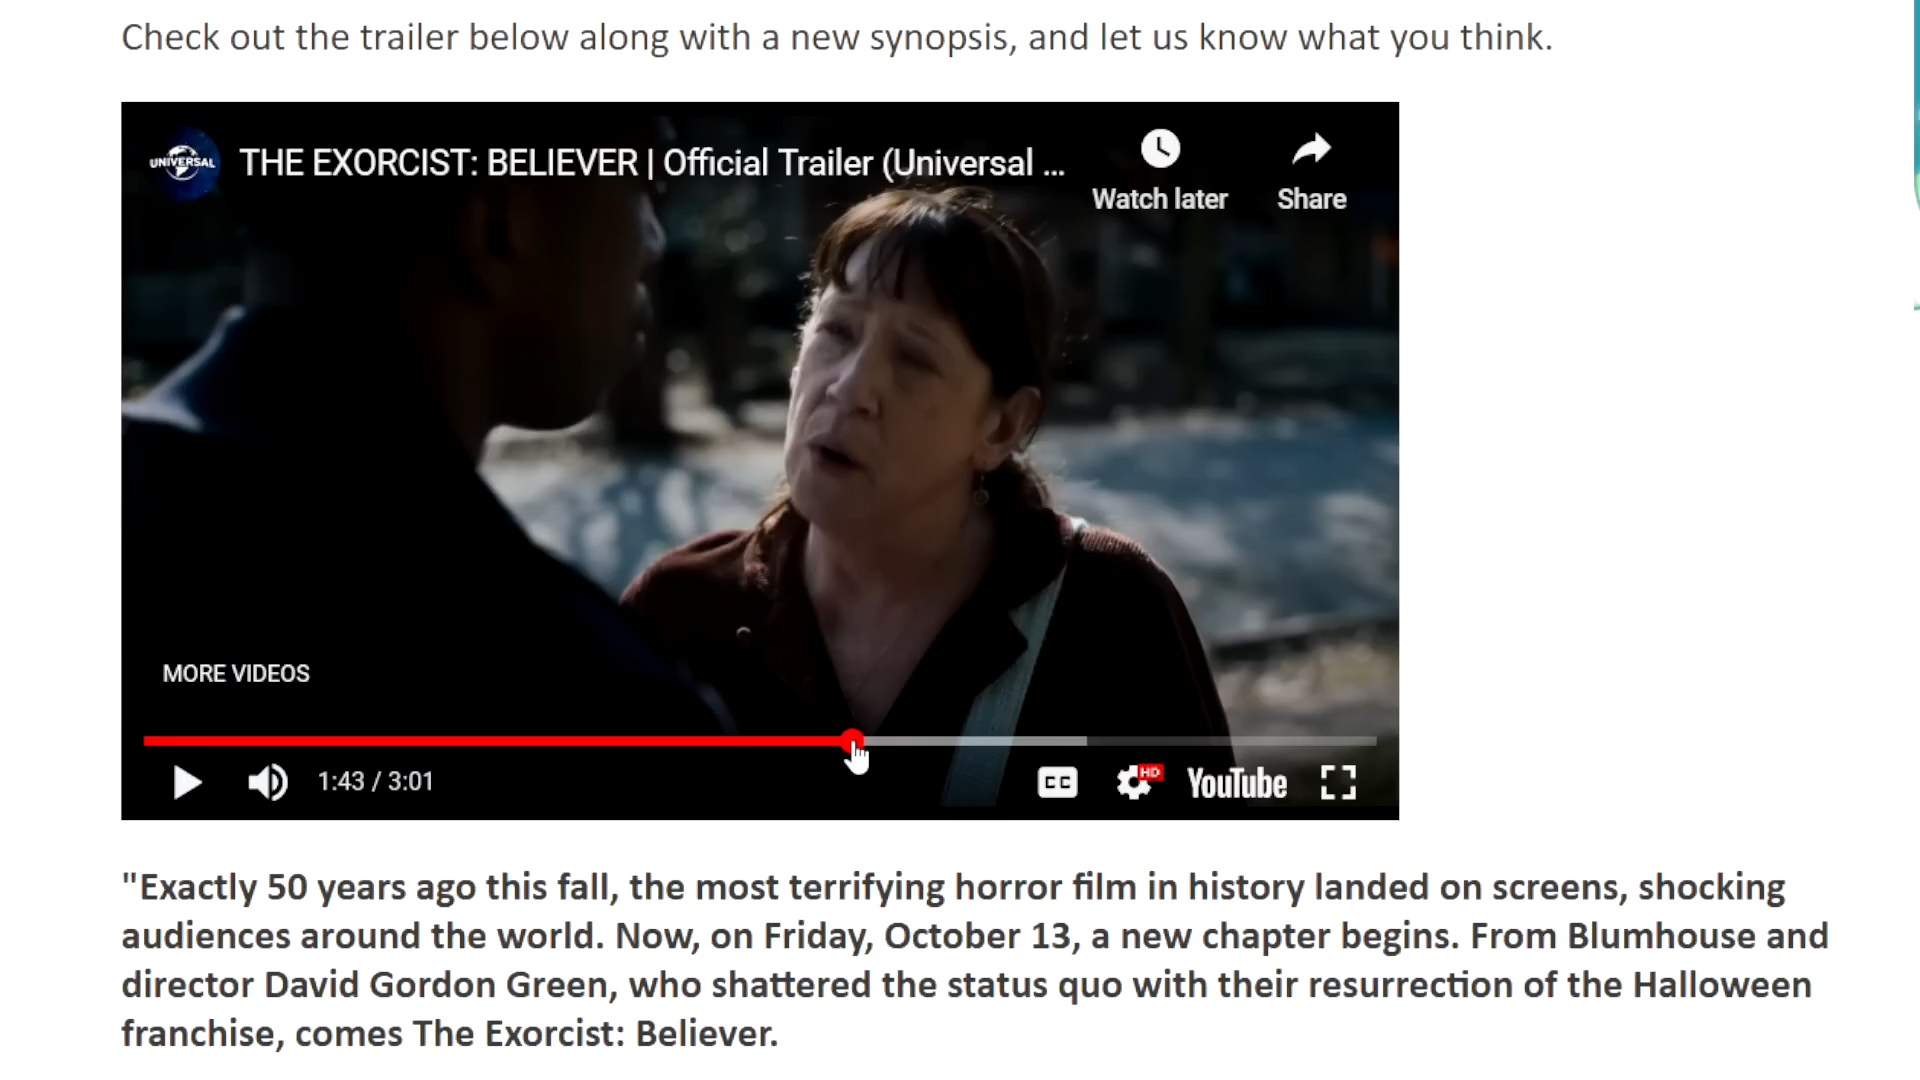 Check out the trailer below along with a new synopsis, and let us know what you think.
UNIVERSAL
THE EXORCIST: BELIEVER | Official Trailer (Universal ...
Watch later
Share
MORE VIDEOS
1:43 / 3:01
CC
HD
YouTube
"Exactly 50 years ago this fall, the most terrifying horror film in history landed on screens, shocking
audiences around the world. Now, on Friday, October 13, a new chapter begins. From Blumhouse and
director David Gordon Green, who shattered the status quo with their resurrection of the Halloween
franchise, comes The Exorcist: Believer.